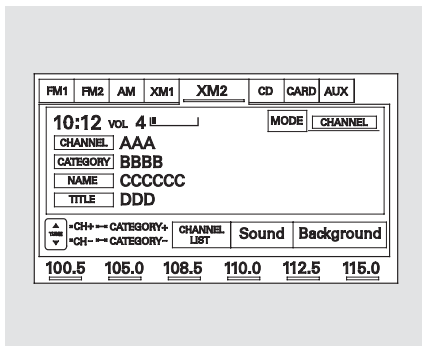 FM1 FM2 AM XM1 XM2 CD CARD AUX
10:12 VOL 4 MODE CHANNEL
CHANNEL AAA
CATEGORY BBBB
NAME CCCCCC
TITLE DDD
TUNE CH+ CATEGORY+ CHANNEL LIST Sound Background
CH- CATEGORY-
100.5 105.0 108.5 110.0 112.5 115.0